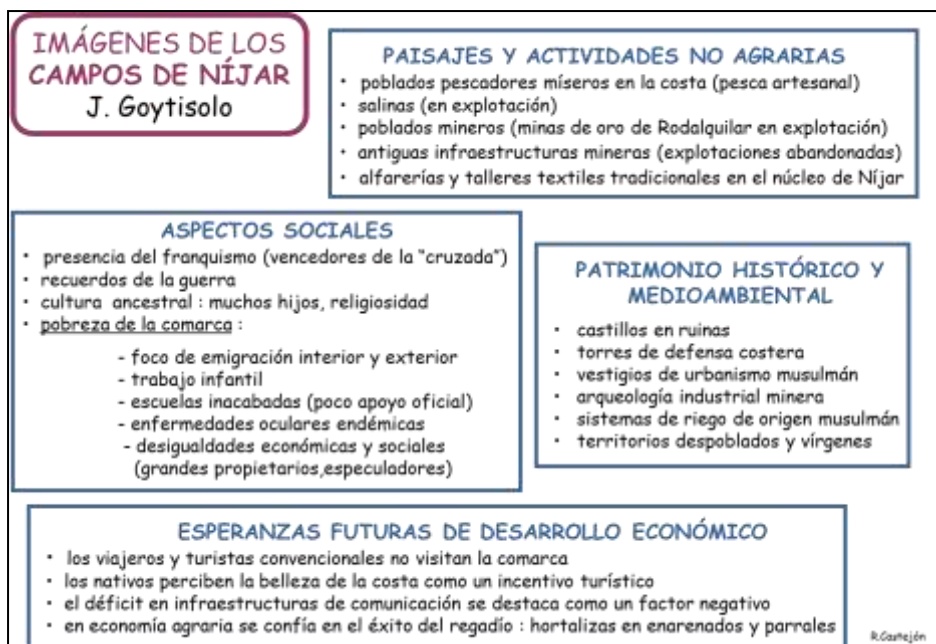 IMÁGENES DE LOS
CAMPOS DE NÍJAR
J. Goytisolo
PAISAJES Y ACTIVIDADES NO AGRARIAS
• poblados pescadores míseros en la costa (pesca artesanal)
• salinas (en explotación)
• poblados mineros (minas de oro de Rodalquilar en explotación)
• antiguas infraestructuras mineras (explotaciones abandonadas)
• alfarerías y talleres textiles tradicionales en el núcleo de Níjar
ASPECTOS SOCIALES
• presencia del franquismo (vencedores de la "cruzada")
• recuerdos de la guerra
• cultura ancestral : muchos hijos, religiosidad
• pobreza de la comarca :
- foco de emigración interior y exterior
- trabajo infantil
- escuelas inacabadas (poco apoyo oficial)
- enfermedades oculares endémicas
- desigualdades económicas y sociales
(grandes propietarios,especuladores)
PATRIMONIO HISTÓRICO Y
MEDIOAMBIENTAL
• castillos en ruinas
• torres de defensa costera
• vestigios de urbanismo musulmán
• arqueología industrial minera
• sistemas de riego de origen musulmán
• territorios despoblados y vírgenes
ESPERANZAS FUTURAS DE DESARROLLO ECONÓMICO
• los viajeros y turistas convencionales no visitan la comarca
• los nativos perciben la belleza de la costa como un incentivo turístico
• el déficit en infraestructuras de comunicación se destaca como un factor negativo
• en economía agraria se confía en el éxito del regadío : hortalizas en enarenados y parrales
R.Castejón